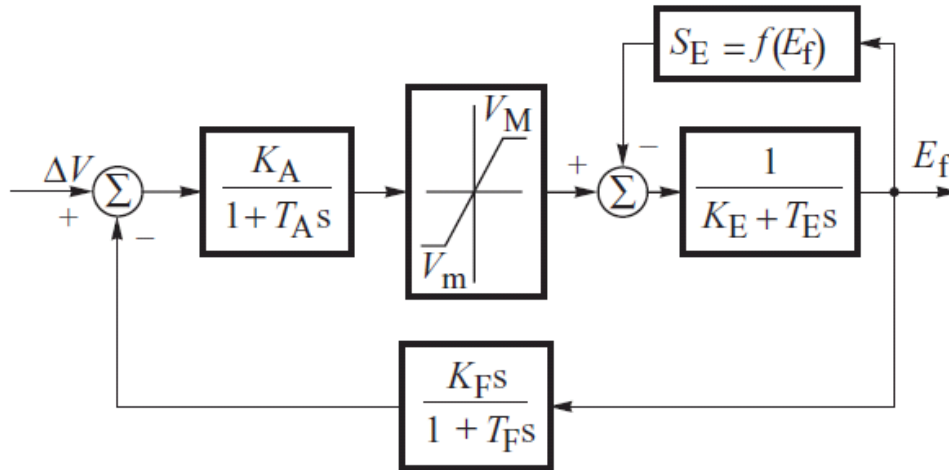 S_E = f(E_f)
V_M
V_m
ΔV
+
−
Σ
K_A
1 + T_A s
+
−
Σ
1
K_E + T_E s
E_f
K_F s
1 + T_F s